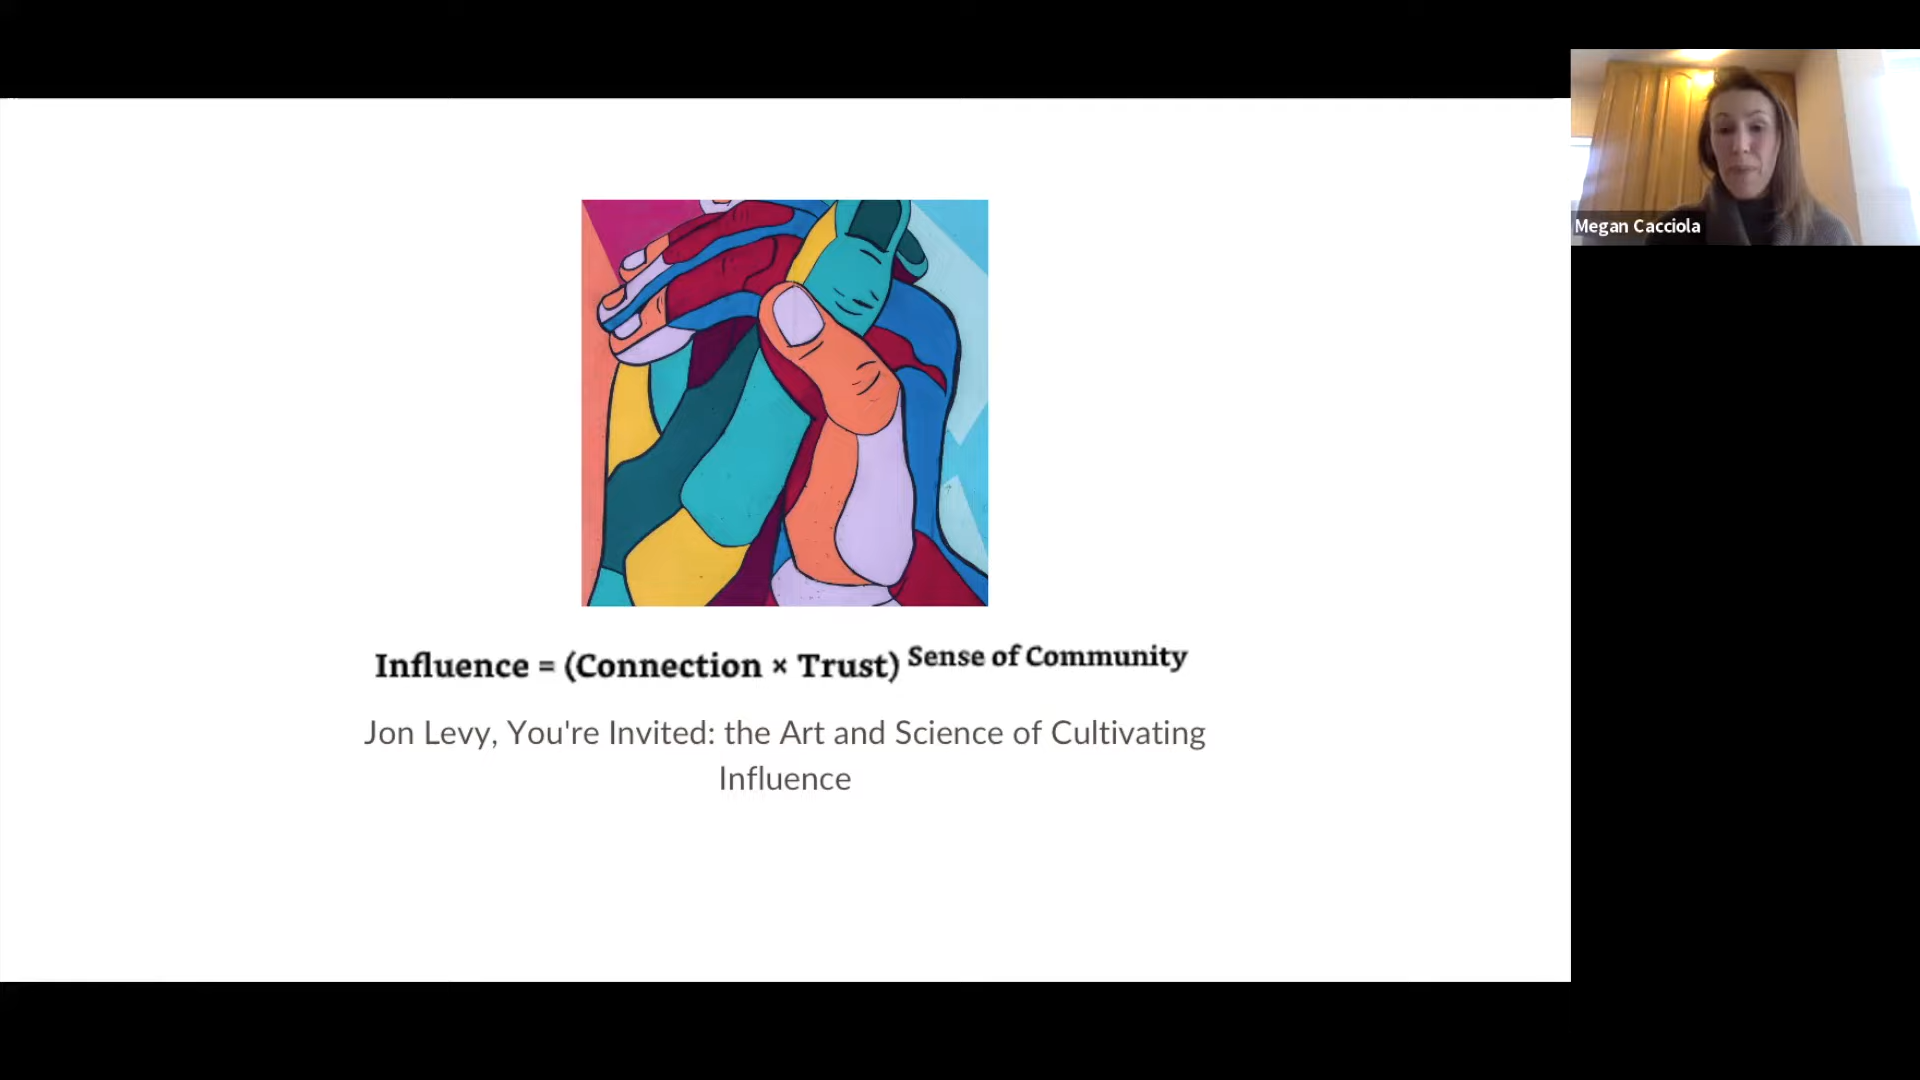 Megan Cacciola
Influence = (Connection × Trust) Sense of Community
Jon Levy, You're Invited: the Art and Science of Cultivating
Influence